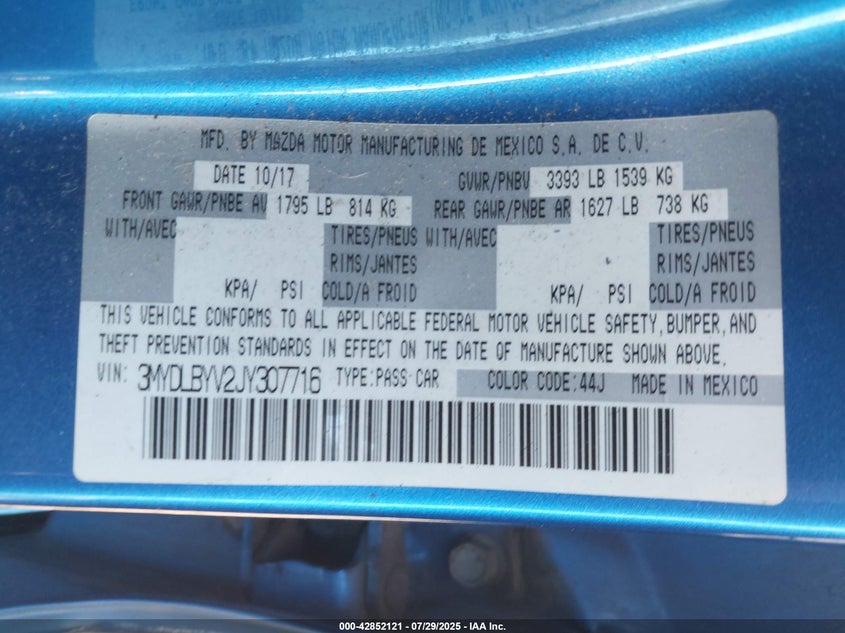 MFD. BY MAZDA MOTOR MANUFACTURING DE MEXICO S.A. DE C.V.
DATE 10/17 GVWR/PNBV 3393 LB 1539 KG
FRONT GAWR/PNBE AV 1795 LB 814 KG REAR GAWR/PNBE AR 1627 LB 738 KG
WITH/AVEC TIRES/PNEUS WITH/AVEC TIRES/PNEUS
RIMS/JANTES RIMS/JANTES
KPA/ PSI COLD/A FROID KPA/ PSI COLD/A FROID
THIS VEHICLE CONFORMS TO ALL APPLICABLE FEDERAL MOTOR VEHICLE SAFETY, BUMPER, AND
THEFT PREVENTION STANDARDS IN EFFECT ON THE DATE OF MANUFACTURE SHOWN ABOVE.
VIN: 3MYDLBYV2JY307716 TYPE:PASS-CAR COLOR CODE:44J MADE IN MEXICO
000-42852121 - 07/29/2025 - IAA Inc.